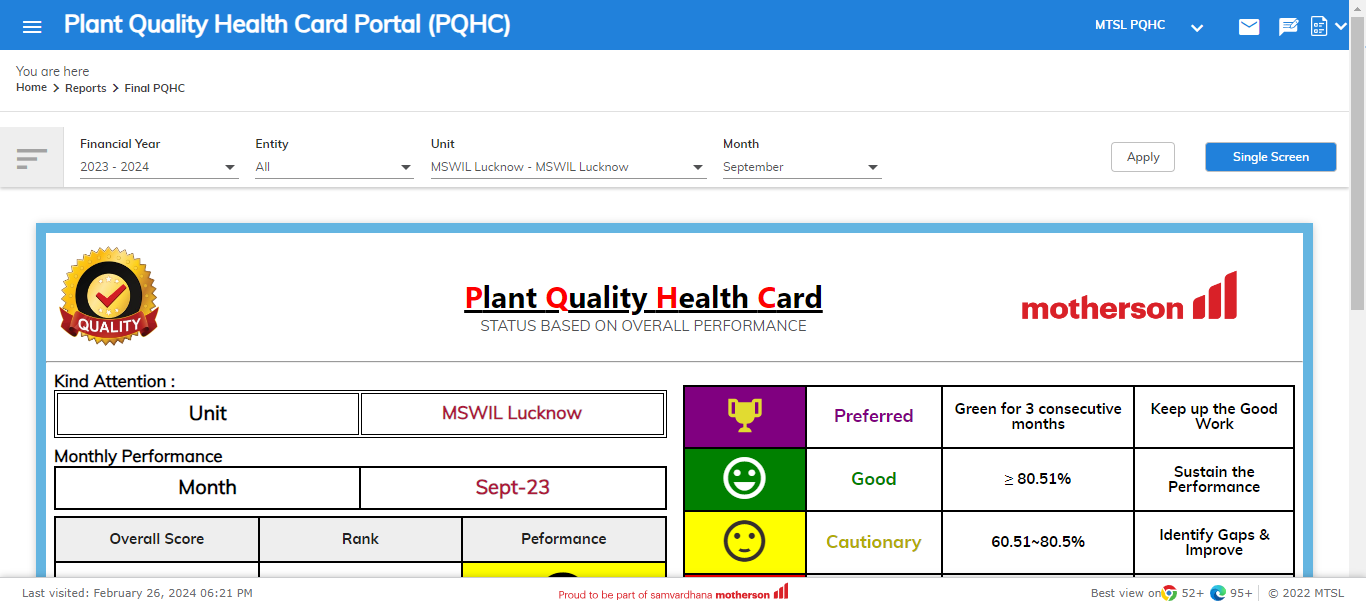 Plant Quality Health Card Portal (PQHC)
MTSL PQHC
You are here
Home > Reports > Final PQHC
Financial Year
2023 - 2024
Entity
All
Unit
MSWIL Lucknow - MSWIL Lucknow
Month
September
Apply
Single Screen
QUALITY
Plant Quality Health Card
STATUS BASED ON OVERALL PERFORMANCE
motherson
Kind Attention :
Unit
MSWIL Lucknow
Monthly Performance
Month
Sept-23
Overall Score
Rank
Peformance
Preferred
Green for 3 consecutive
months
Keep up the Good
Work
Good
≥ 80.51%
Sustain the
Performance
Cautionary
60.51~80.5%
Identify Gaps &
Improve
Last visited: February 26, 2024 06:21 PM
Proud to be part of samvardhana motherson
Best view on 52+ 95+ | © 2022 MTSL